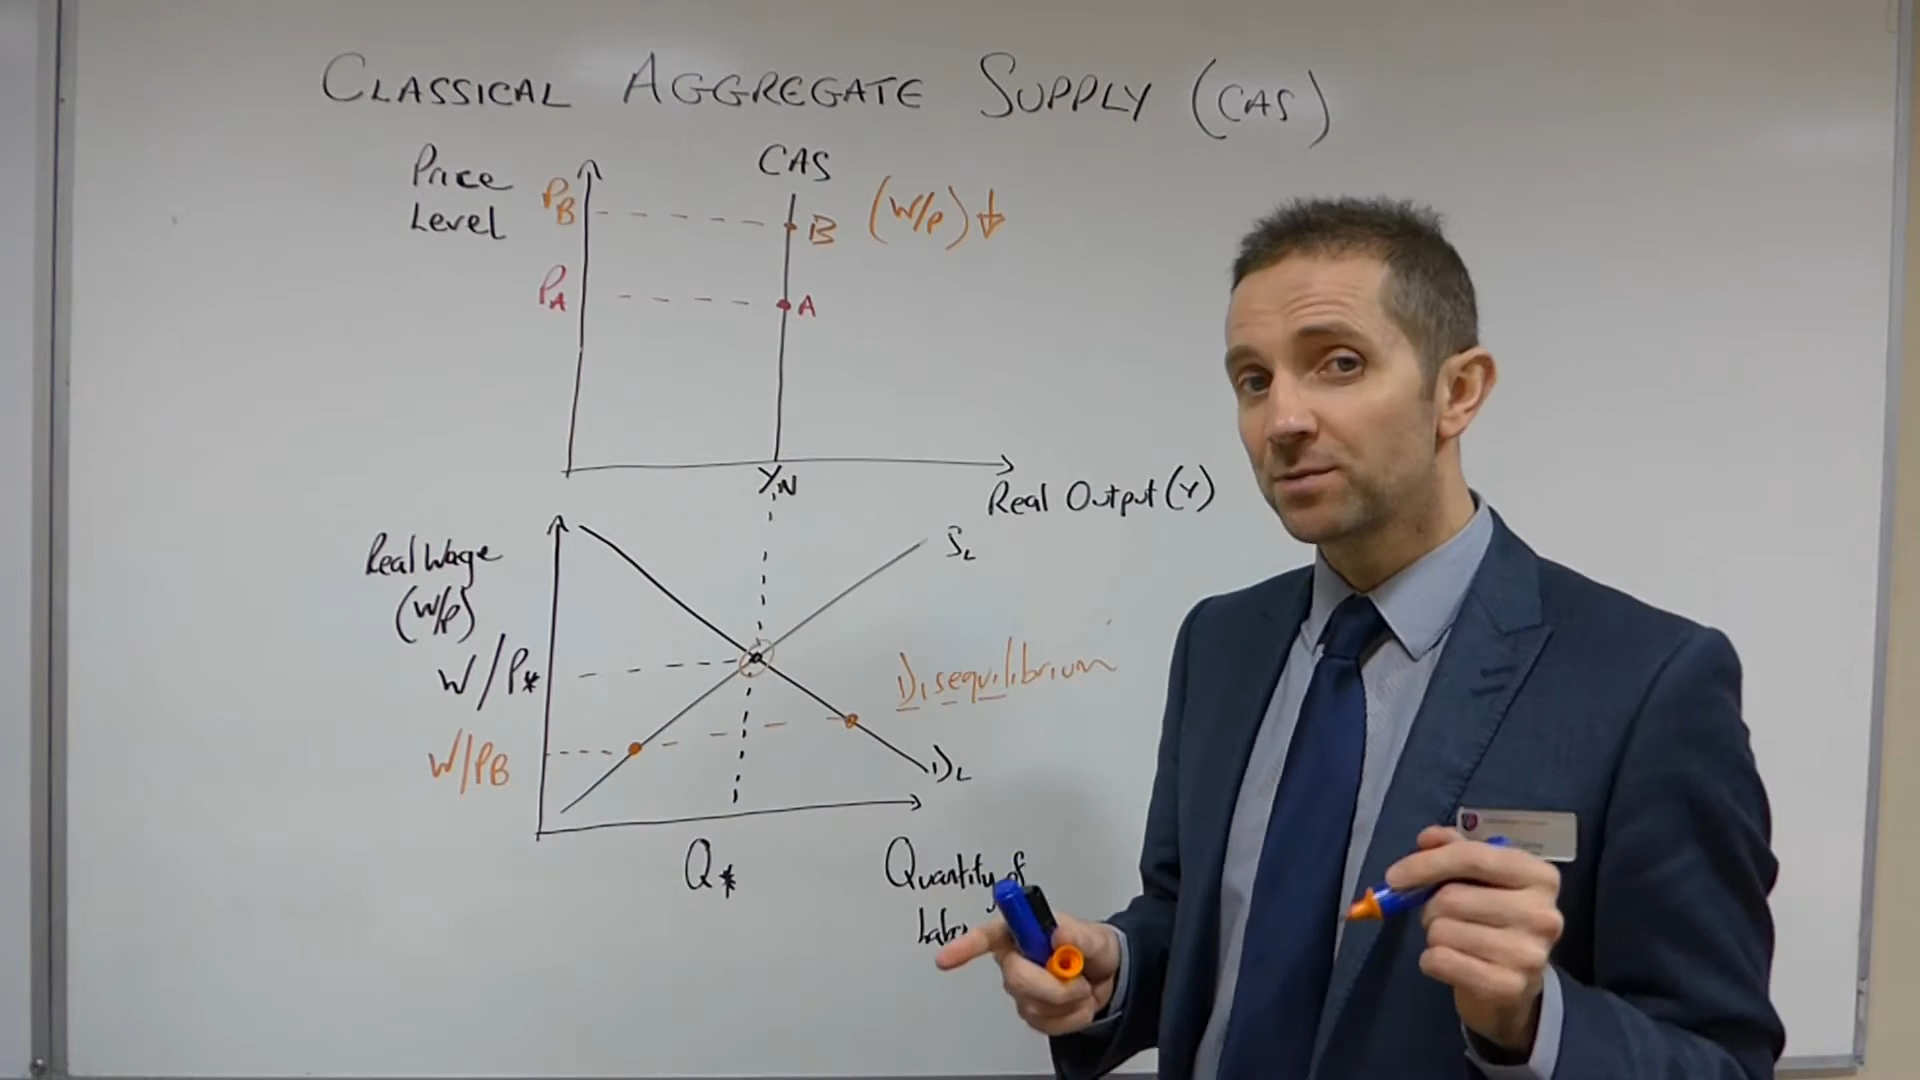 CLASSICAL AGGREGATE SUPPLY (CAS)
Price
Level
PB
CAS
B
(W/P)↓
PA
A
YN
Real Output (Y)
Real Wage
(W/P)
SL
W/P*
Disequilibrium
W/PB
DL
Q*
Quantity of